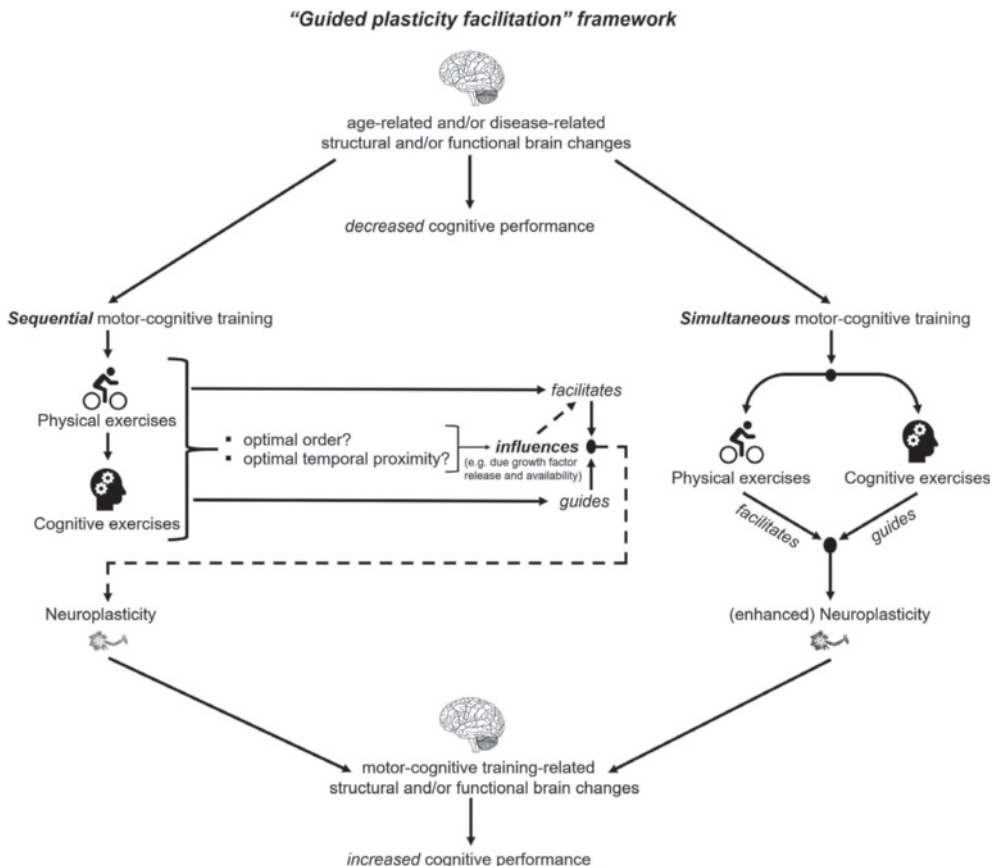 “Guided plasticity facilitation” framework
age-related and/or disease-related
structural and/or functional brain changes
decreased cognitive performance
Sequential motor-cognitive training
Physical exercises
Cognitive exercises
▪ optimal order?
▪ optimal temporal proximity?
facilitates
influences
(e.g. due growth factor
release and availability)
guides
Neuroplasticity
Simultaneous motor-cognitive training
Physical exercises
Cognitive exercises
facilitates
guides
(enhanced) Neuroplasticity
motor-cognitive training-related
structural and/or functional brain changes
increased cognitive performance